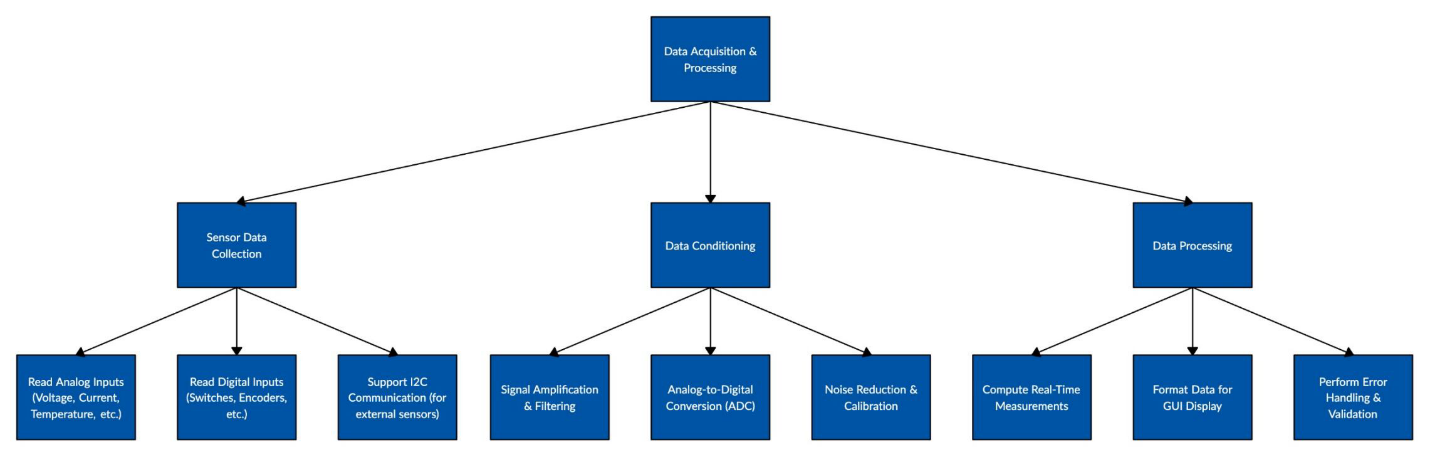 Data Acquisition &
Processing
Sensor Data
Collection
Data Conditioning
Data Processing
Read Analog Inputs
(Voltage, Current,
Temperature, etc.)
Read Digital Inputs
(Switches, Encoders,
etc.)
Support I2C
Communication (for
external sensors)
Signal Amplification
& Filtering
Analog-to-Digital
Conversion (ADC)
Noise Reduction &
Calibration
Compute Real-Time
Measurements
Format Data for
GUI Display
Perform Error
Handling &
Validation